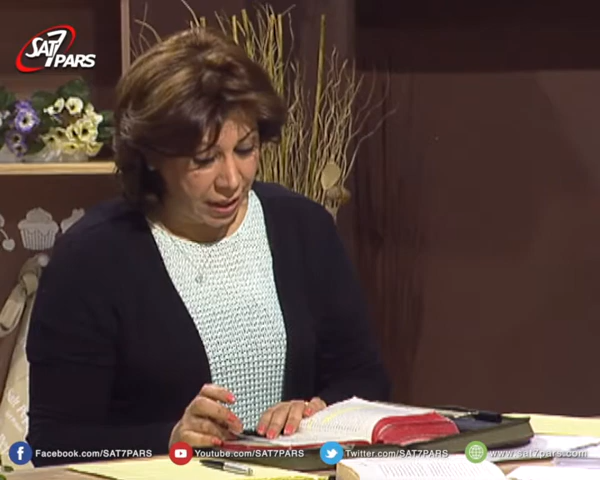 SAT7
PARS
Facebook.com/SAT7PARS
YouTube.com/SAT7PARS
Twitter.com/SAT7PARS
www.sat7pars.com